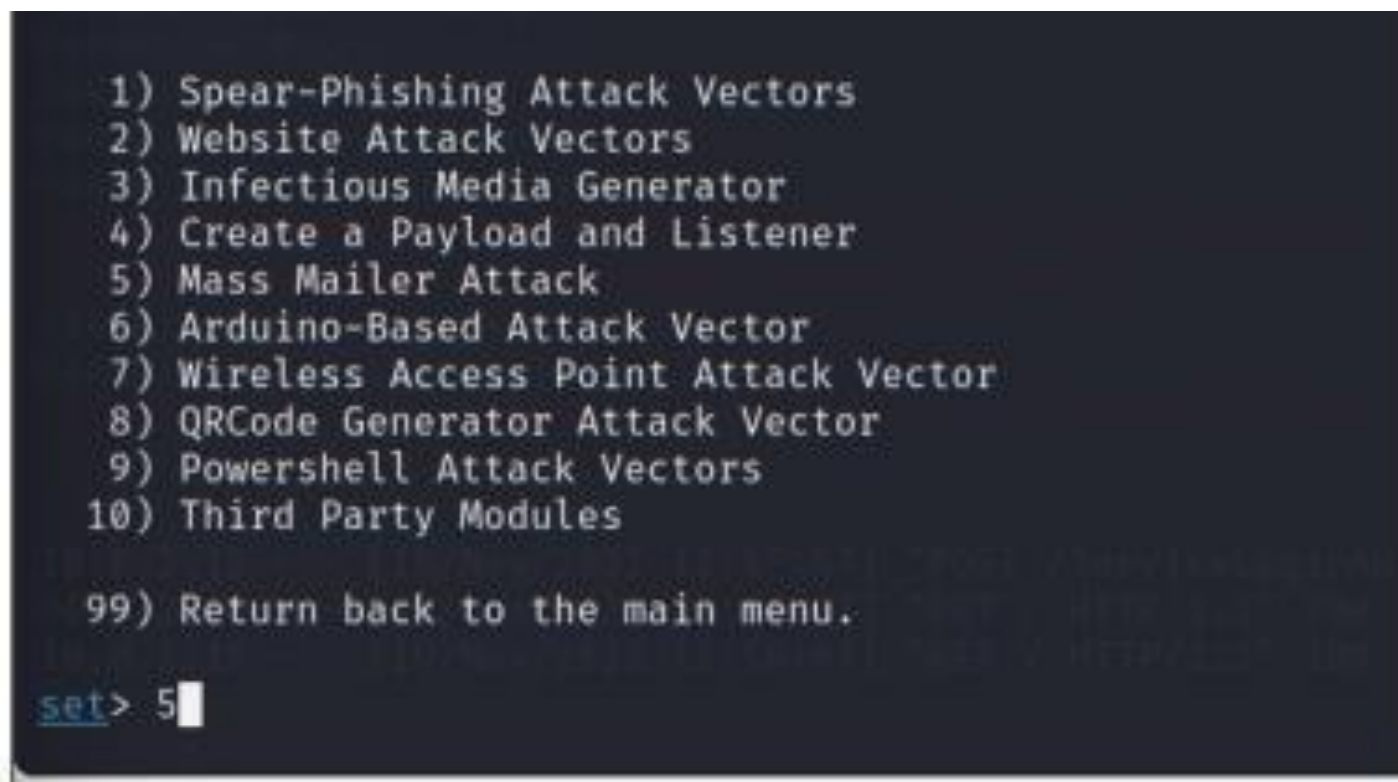 1) Spear-Phishing Attack Vectors
2) Website Attack Vectors
3) Infectious Media Generator
4) Create a Payload and Listener
5) Mass Mailer Attack
6) Arduino-Based Attack Vector
7) Wireless Access Point Attack Vector
8) QRCode Generator Attack Vector
9) Powershell Attack Vectors
10) Third Party Modules
99) Return back to the main menu.
set> 5